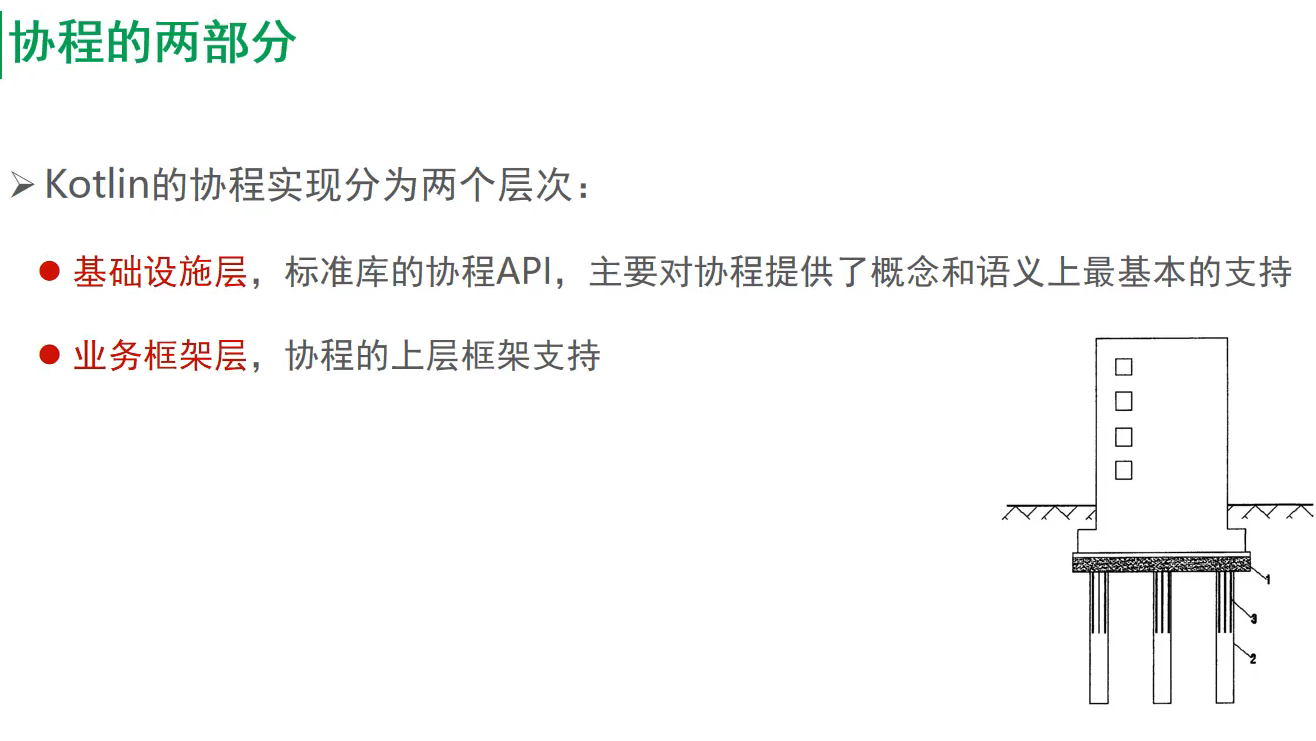 协程的两部分
Kotlin的协程实现分为两个层次：
基础设施层，标准库的协程API，主要对协程提供了概念和语义上最基本的支持
业务框架层，协程的上层框架支持
1
3
2